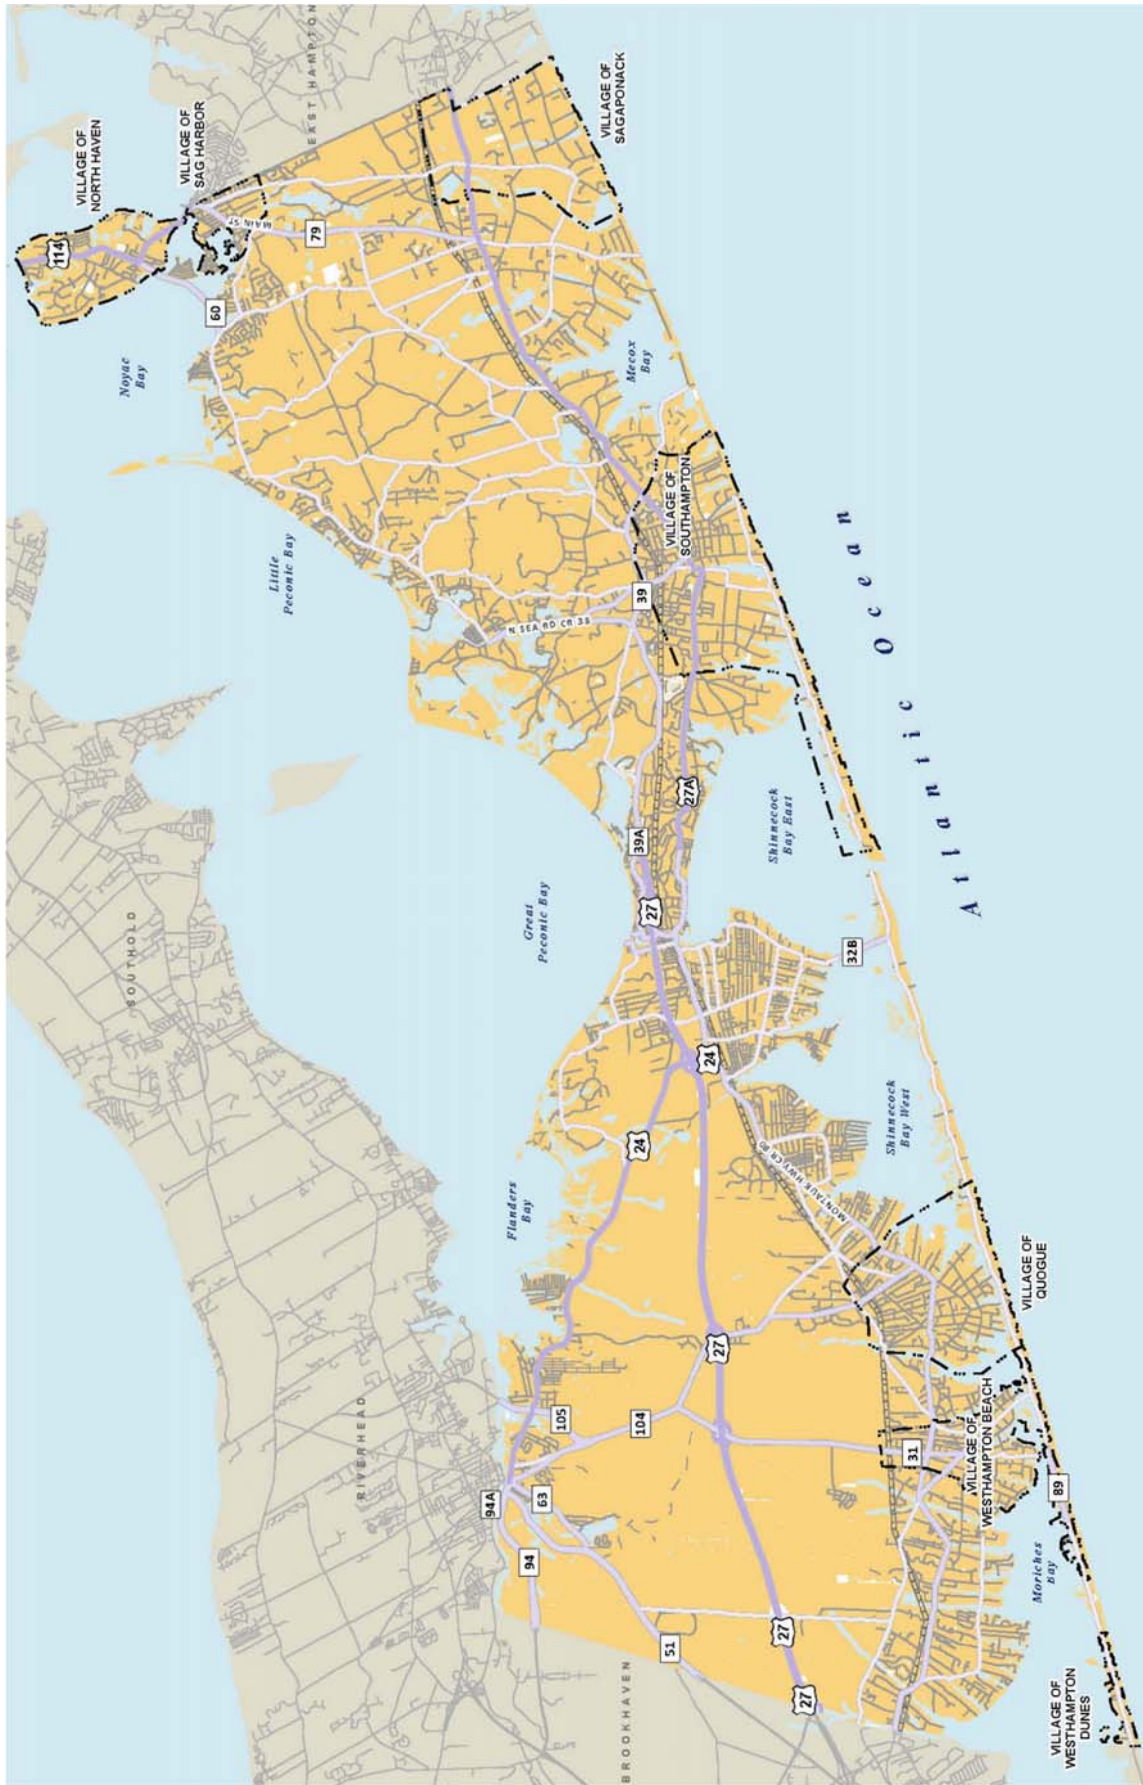 VILLAGE OF
NORTH HAVEN
114
VILLAGE OF
SAG HARBOR
EAST HAMPTON
MAIN ST
79
60
Noyac
Bay
VILLAGE OF
SAGAPONACK
Mecox
Bay
Little
Peconic Bay
VILLAGE OF
SOUTHAMPTON
39
N SEA RD CR 38
SOUTHOLD
Great
Peconic Bay
39A
27
27A
Shinnecock
Bay East
Atlantic Ocean
32B
24
24
Shinnecock
Bay West
MONTAUK HWY CR 80
Flanders
Bay
RIVERHEAD
27
VILLAGE OF
QUOGUE
105
104
31
VILLAGE OF
WESTHAMPTON BEACH
89
94A
63
94
Moriches
Bay
51
27
27
BROOKHAVEN
VILLAGE OF
WESTHAMPTON
DUNES